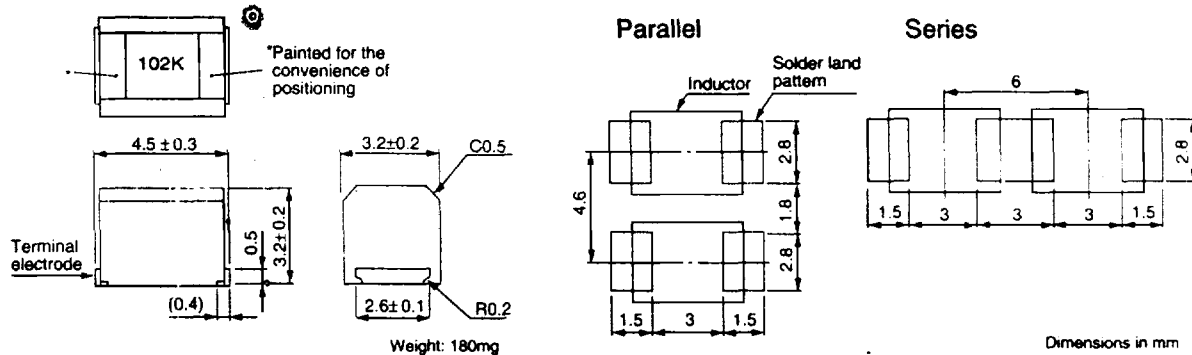 102K
*Painted for the
convenience of
positioning
4.5 ± 0.3
3.2±0.2
C0.5
Terminal
electrode
0.5
3.2± 0.2
(0.4)
2.6± 0.1
R0.2
Weight: 180mg
Parallel
Inductor
Solder land
pattern
4.6
2.8
1.8
2.8
1.5
3
1.5
Series
6
2.8
1.5
3
3
3
1.5
Dimensions in mm